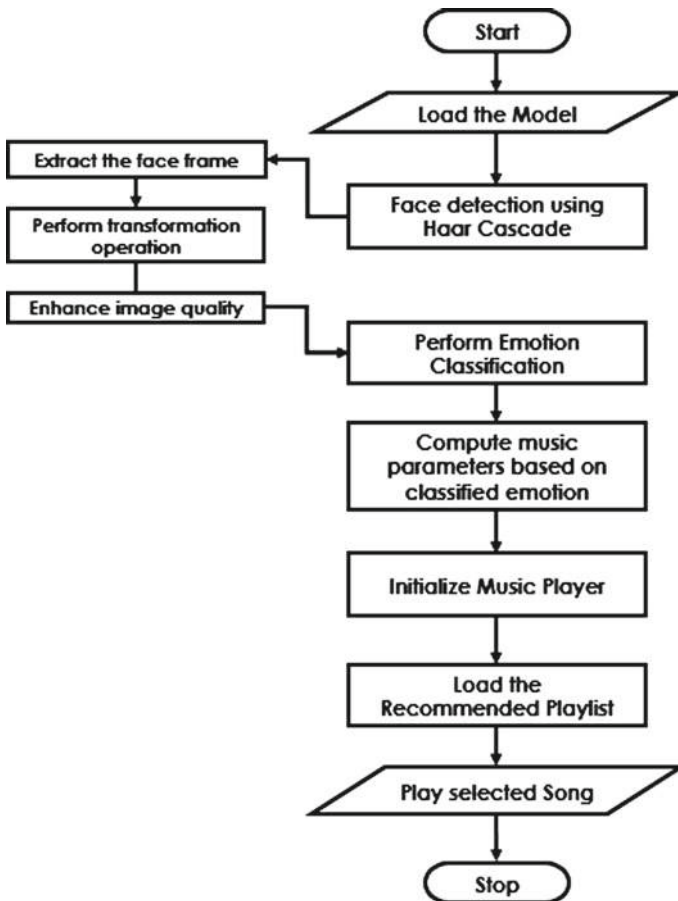 Start
Load the Model
Face detection using
Haar Cascade
Extract the face frame
Perform transformation
operation
Enhance image quality
Perform Emotion
Classification
Compute music
parameters based on
classified emotion
Initialize Music Player
Load the
Recommended Playlist
Play selected Song
Stop